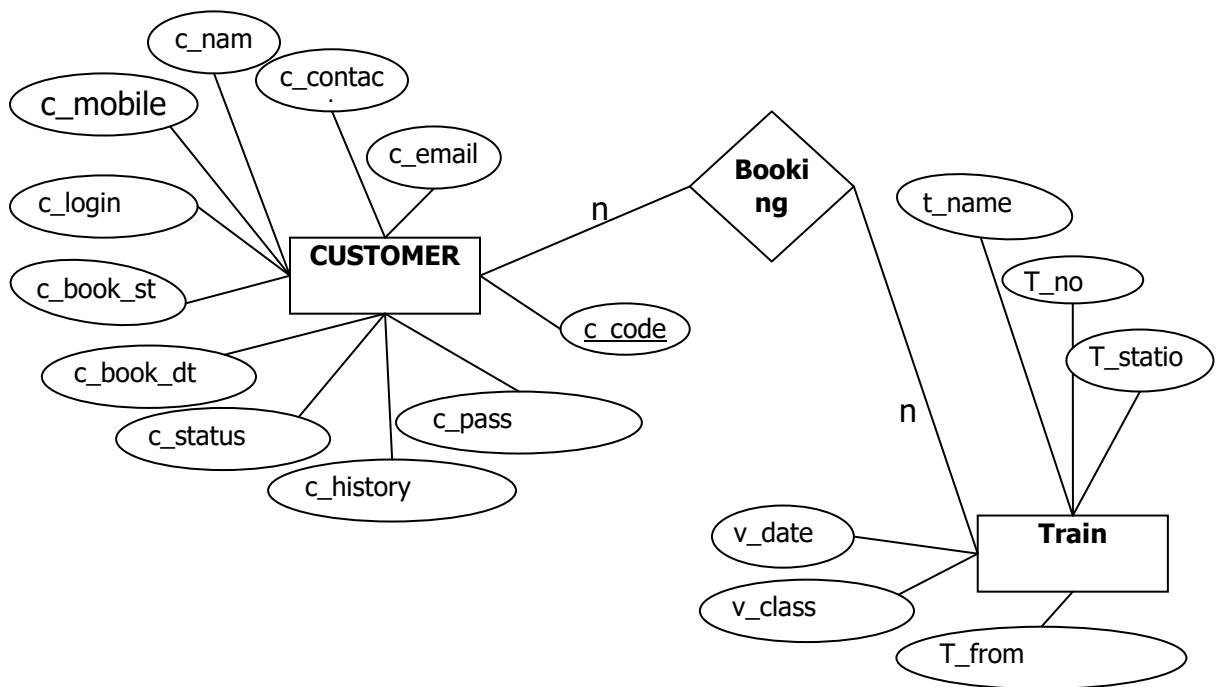 c_nam
c_contac
.
c_mobile
c_email
Booki
ng
c_login
t_name
n
CUSTOMER
c_book_st
T_no
c_code
T_statio
c_book_dt
c_pass
n
c_status
c_history
v_date
Train
v_class
T_from